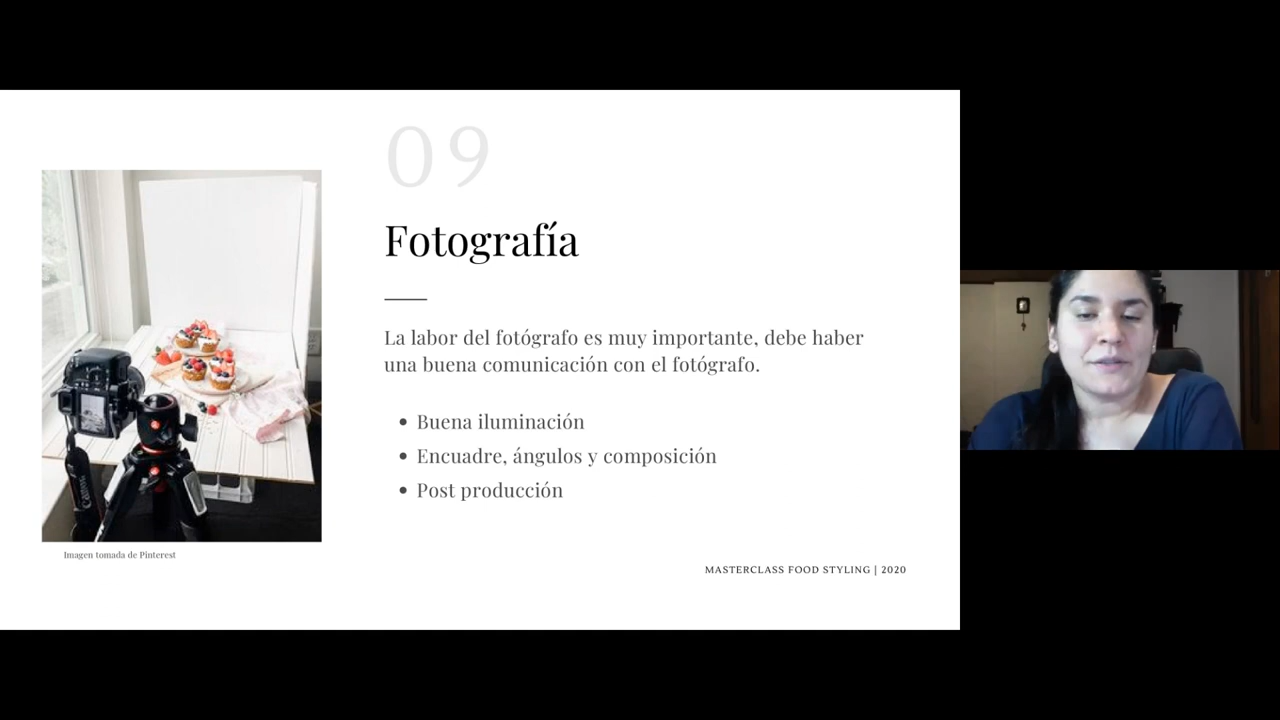 09
Fotografía
La labor del fotógrafo es muy importante, debe haber
una buena comunicación con el fotógrafo.
• Buena iluminación
• Encuadre, ángulos y composición
• Post producción
Canon
Imagen tomada de Pinterest
MASTERCLASS FOOD STYLING | 2020